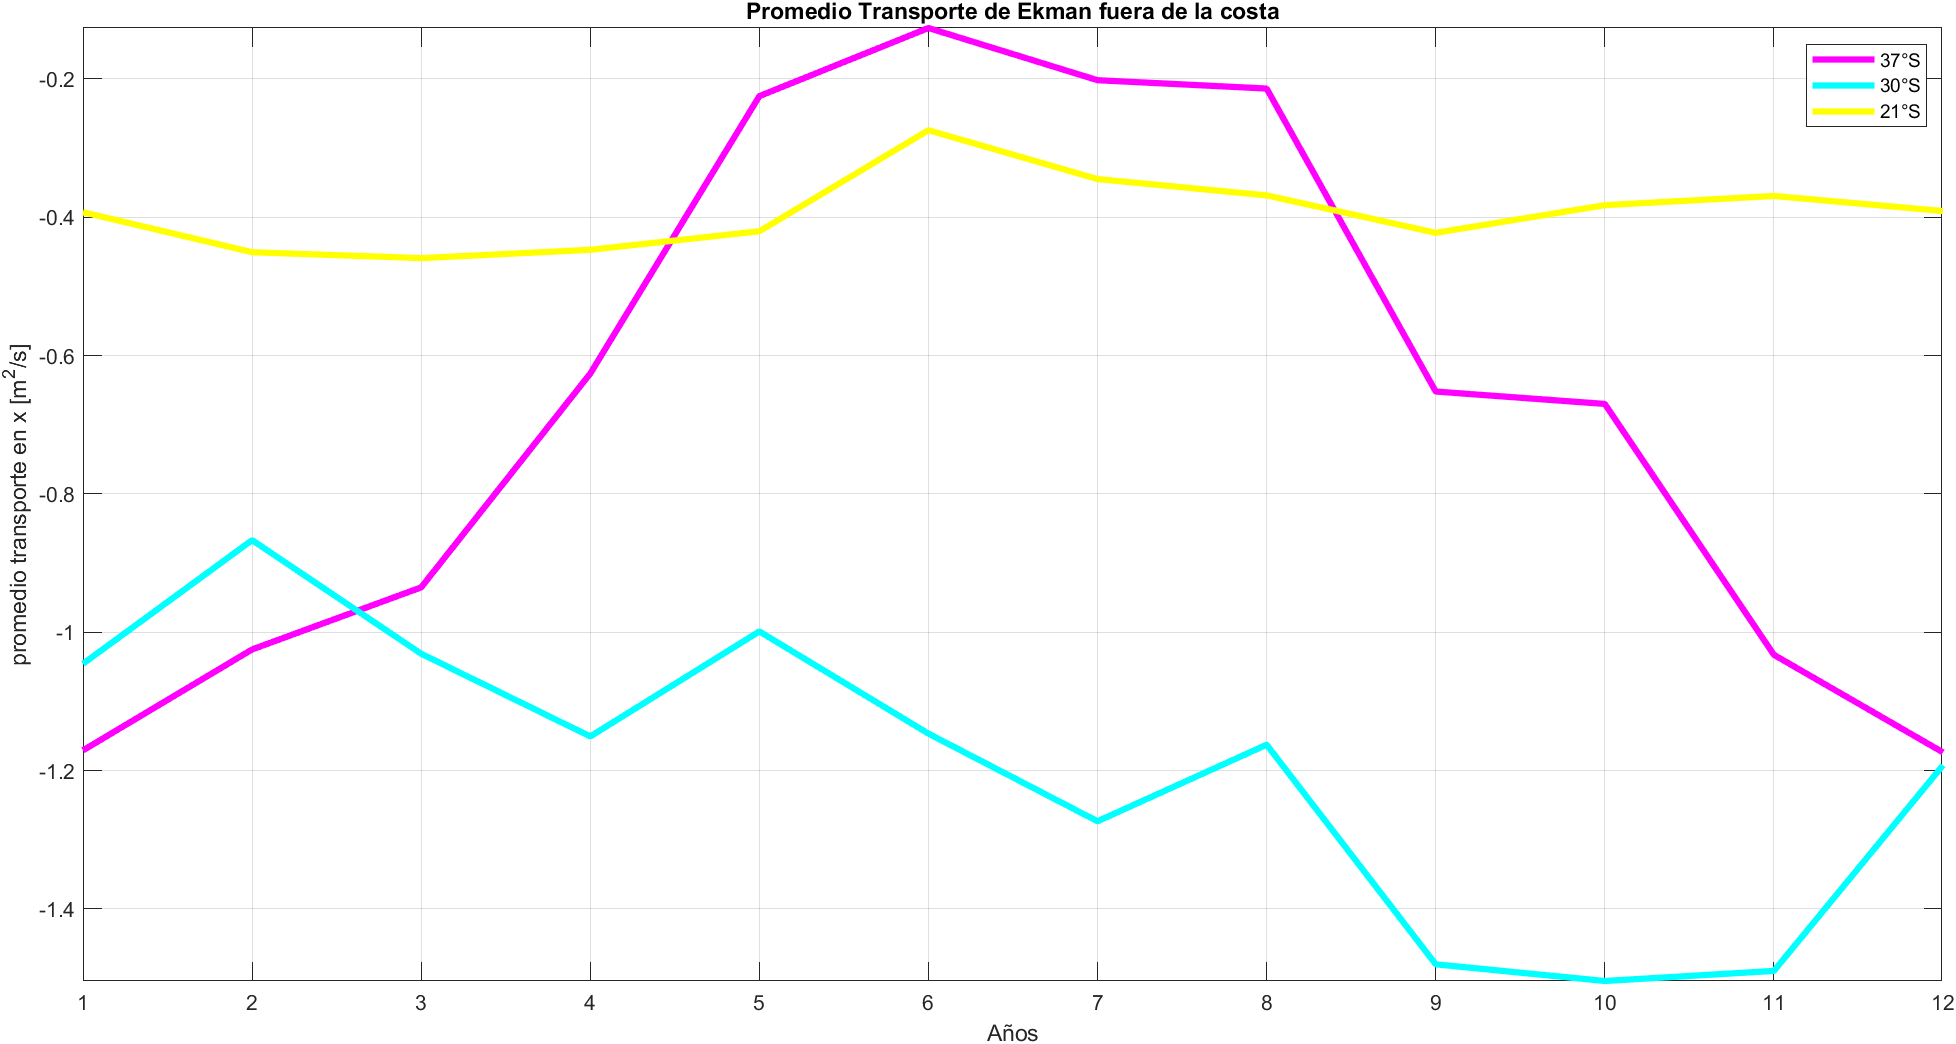 Promedio Transporte de Ekman fuera de la costa
37°S
30°S
21°S
-0.2
-0.4
-0.6
-0.8
-1
-1.2
-1.4
promedio transporte en x [m²/s]
1 2 3 4 5 6 7 8 9 10 11 12
Años